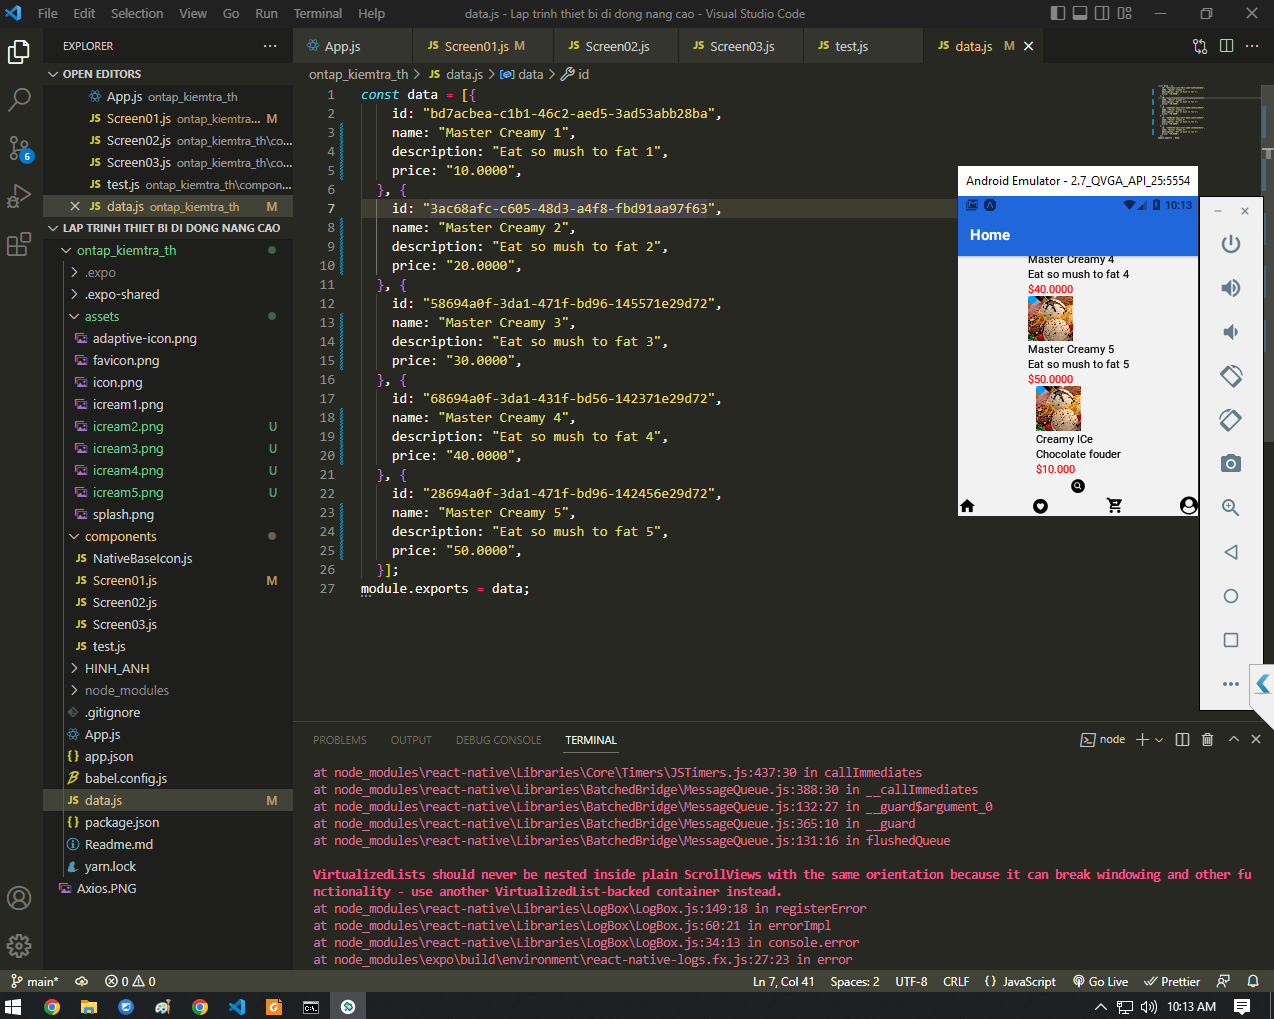 File Edit Selection View Go Run Terminal Help
data.js - Lap trinh thiet bi di dong nang cao - Visual Studio Code
EXPLORER
App.js
Screen01.js M
Screen02.js
Screen03.js
test.js
data.js M
OPEN EDITORS
App.js ontap_kiemtra_th
Screen01.js ontap_kiemtra... M
Screen02.js ontap_kiemtra_th\co...
Screen03.js ontap_kiemtra_th\co...
test.js ontap_kiemtra_th\compon...
data.js ontap_kiemtra_th M
LAP TRINH THIET BI DI DONG NANG CAO
ontap_kiemtra_th
.expo
.expo-shared
assets
adaptive-icon.png
favicon.png
icon.png
icream1.png
icream2.png U
icream3.png U
icream4.png U
icream5.png U
splash.png
components
NativeBaseIcon.js
Screen01.js M
Screen02.js
Screen03.js
test.js
HINH_ANH
node_modules
.gitignore
App.js
app.json
babel.config.js
data.js M
package.json
Readme.md
yarn.lock
Axios.PNG
6
ontap_kiemtra_th > data.js > data > id
1 const data = [{
2 id: "bd7acbea-c1b1-46c2-aed5-3ad53abb28ba",
3 name: "Master Creamy 1",
4 description: "Eat so mush to fat 1",
5 price: "10.0000",
6 }, {
7 id: "3ac68afc-c605-48d3-a4f8-fbd91aa97f63",
8 name: "Master Creamy 2",
9 description: "Eat so mush to fat 2",
10 price: "20.0000",
11 }, {
12 id: "58694a0f-3da1-471f-bd96-145571e29d72",
13 name: "Master Creamy 3",
14 description: "Eat so mush to fat 3",
15 price: "30.0000",
16 }, {
17 id: "68694a0f-3da1-431f-bd56-142371e29d72",
18 name: "Master Creamy 4",
19 description: "Eat so mush to fat 4",
20 price: "40.0000",
21 }, {
22 id: "28694a0f-3da1-471f-bd96-142456e29d72",
23 name: "Master Creamy 5",
24 description: "Eat so mush to fat 5",
25 price: "50.0000",
26 }];
27 module.exports = data;
Android Emulator - 2.7_QVGA_API_25:5554
10:13
Home
Master Creamy 4
Eat so mush to fat 4
$40.0000
Master Creamy 5
Eat so mush to fat 5
$50.0000
Creamy ICe
Chocolate fouder
$10.000
PROBLEMS OUTPUT DEBUG CONSOLE TERMINAL
node
at node_modules\react-native\Libraries\Core\Timers\JSTimers.js:437:30 in callImmediates
at node_modules\react-native\Libraries\BatchedBridge\MessageQueue.js:388:30 in __callImmediates
at node_modules\react-native\Libraries\BatchedBridge\MessageQueue.js:132:27 in __guard$argument_0
at node_modules\react-native\Libraries\BatchedBridge\MessageQueue.js:365:10 in __guard
at node_modules\react-native\Libraries\BatchedBridge\MessageQueue.js:131:16 in flushedQueue
VirtualizedLists should never be nested inside plain ScrollViews with the same orientation because it can break windowing and other fu
nctionality - use another VirtualizedList-backed container instead.
at node_modules\react-native\Libraries\LogBox\LogBox.js:149:18 in registerError
at node_modules\react-native\Libraries\LogBox\LogBox.js:60:21 in errorImpl
at node_modules\react-native\Libraries\LogBox\LogBox.js:34:13 in console.error
at node_modules\expo\build\environment\react-native-logs.fx.js:27:23 in error
main* 0 0
Ln 7, Col 41 Spaces: 2 UTF-8 CRLF JavaScript Go Live Prettier
10:13 AM